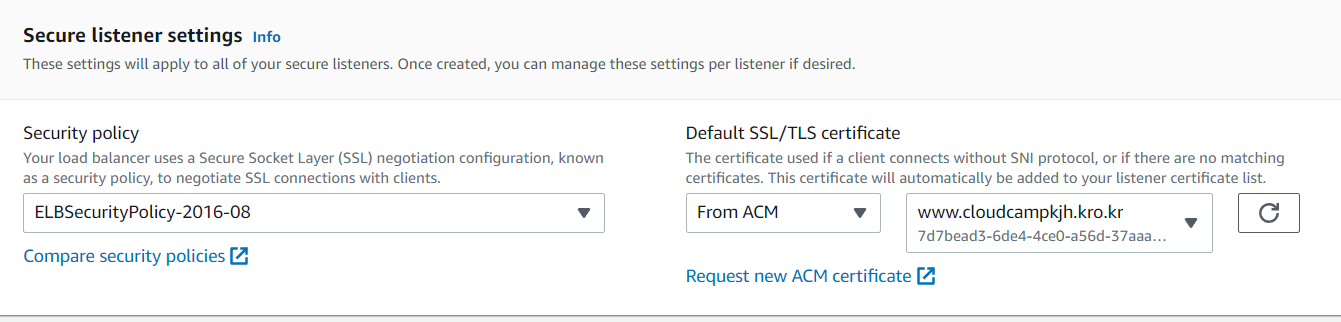 Secure listener settings Info
These settings will apply to all of your secure listeners. Once created, you can manage these settings per listener if desired.
Security policy
Your load balancer uses a Secure Socket Layer (SSL) negotiation configuration, known
as a security policy, to negotiate SSL connections with clients.
ELBSecurityPolicy-2016-08
Compare security policies
Default SSL/TLS certificate
The certificate used if a client connects without SNI protocol, or if there are no matching
certificates. This certificate will automatically be added to your listener certificate list.
From ACM
www.cloudcampkjh.kro.kr
7d7bead3-6de4-4ce0-a56d-37aaa...
Request new ACM certificate